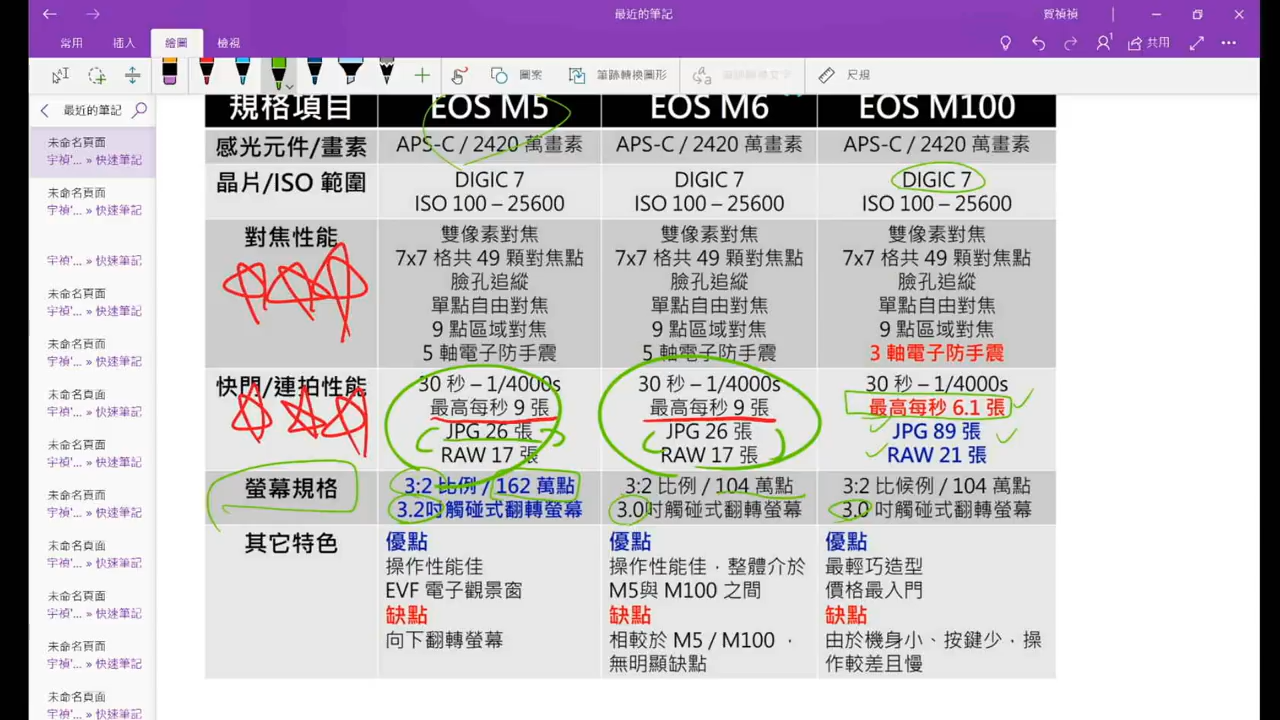 最近的筆記
賀禎禎
常用 插入 繪圖 檢視
共用
圖案 筆跡轉換圖形 尺規
最近的筆記
未命名頁面
宇禎'... » 快速筆記
未命名頁面
宇禎'... » 快速筆記
宇禎'... » 快速筆記
未命名頁面
宇禎'... » 快速筆記
未命名頁面
宇禎'... » 快速筆記
未命名頁面
宇禎'... » 快速筆記
未命名頁面
宇禎'... » 快速筆記
未命名頁面
宇禎'... » 快速筆記
未命名頁面
宇禎'... » 快速筆記
未命名頁面
宇禎'... » 快速筆記
未命名頁面
宇禎'... » 快速筆記
未命名頁面
宇禎'... » 快速筆記
規格項目 EOS M5 EOS M6 EOS M100
感光元件/畫素 APS-C / 2420 萬畫素 APS-C / 2420 萬畫素 APS-C / 2420 萬畫素
晶片/ISO 範圍 DIGIC 7 DIGIC 7 DIGIC 7
ISO 100 – 25600 ISO 100 – 25600 ISO 100 – 25600
對焦性能 雙像素對焦 雙像素對焦 雙像素對焦
7x7 格共 49 顆對焦點 7x7 格共 49 顆對焦點 7x7 格共 49 顆對焦點
臉孔追縱 臉孔追縱 臉孔追縱
單點自由對焦 單點自由對焦 單點自由對焦
9 點區域對焦 9 點區域對焦 9 點區域對焦
5 軸電子防手震 5 軸電子防手震 3 軸電子防手震
快門/連拍性能 30 秒 – 1/4000s 30 秒 – 1/4000s 30 秒 – 1/4000s
最高每秒 9 張 最高每秒 9 張 最高每秒 6.1 張
JPG 26 張 JPG 26 張 JPG 89 張
RAW 17 張 RAW 17 張 RAW 21 張
螢幕規格 3:2 比例 / 162 萬點 3:2 比例 / 104 萬點 3:2 比候例 / 104 萬點
3.2吋觸碰式翻轉螢幕 3.0吋觸碰式翻轉螢幕 3.0 吋觸碰式翻轉螢幕
其它特色 優點 優點 優點
操作性能佳 操作性能佳，整體介於 最輕巧造型
EVF 電子觀景窗 M5與 M100 之間 價格最入門
缺點 缺點 缺點
向下翻轉螢幕 相較於 M5 / M100， 由於機身小、按鍵少，操
無明顯缺點 作較差且慢